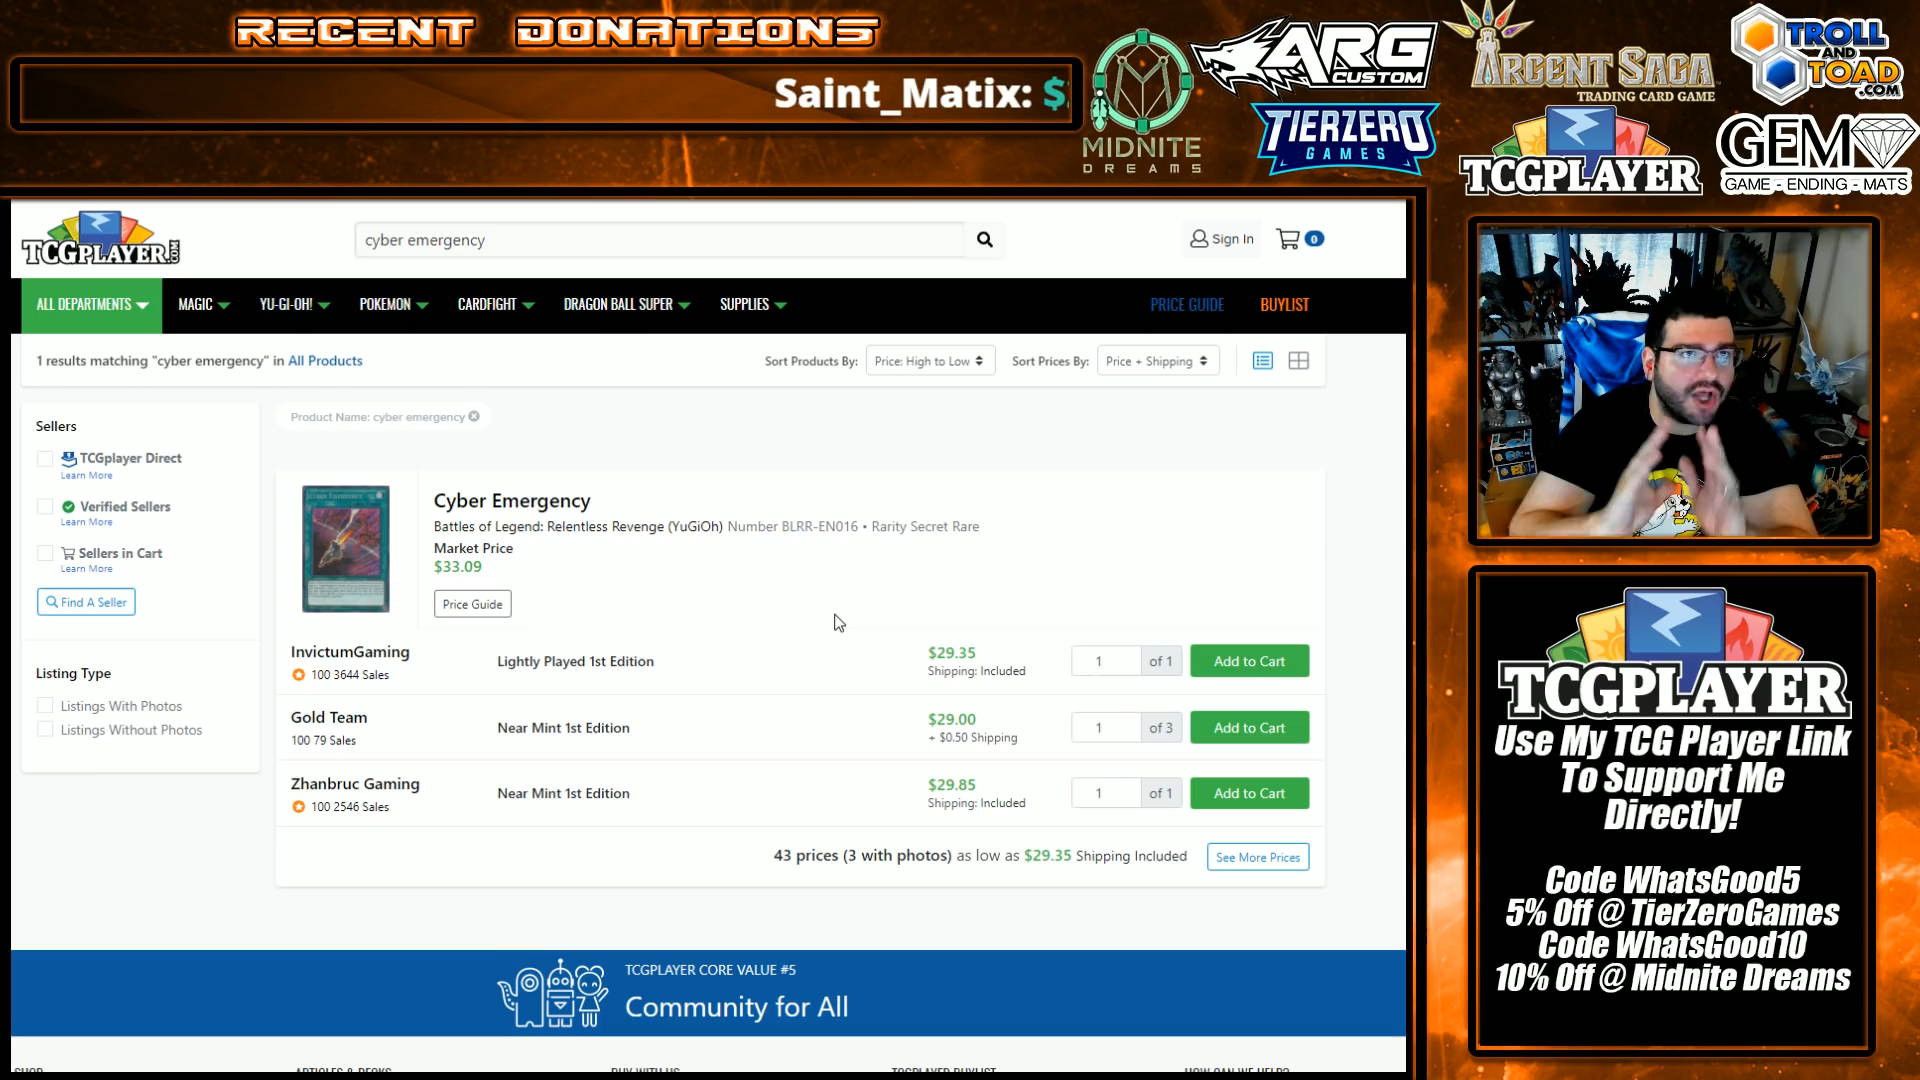 RECENT DONATIONS
Saint_Matix: $
MIDNITE
DREAMS
ARG
CUSTOM
TIERZERO
GAMES
ARGENT SAGA
TRADING CARD GAME
TROLL
AND
TOAD
.COM
TCGPLAYER
GEM
GAME-ENDING-MATS
TCGPLAYER.COM
cyber emergency
Sign In
0
ALL DEPARTMENTS
MAGIC
YU-GI-OH!
POKEMON
CARDFIGHT
DRAGON BALL SUPER
SUPPLIES
PRICE GUIDE
BUYLIST
1 results matching "cyber emergency" in All Products
Sort Products By:
Price: High to Low
Sort Prices By:
Price + Shipping
Product Name: cyber emergency
Sellers
TCGplayer Direct
Learn More
Verified Sellers
Learn More
Sellers in Cart
Learn More
Find A Seller
Listing Type
Listings With Photos
Listings Without Photos
Cyber Emergency
Battles of Legend: Relentless Revenge (YuGiOh) Number BLRR-EN016 • Rarity Secret Rare
Market Price
$33.09
Price Guide
InvictumGaming
100 3644 Sales
Lightly Played 1st Edition
$29.35
Shipping: Included
1 of 1
Add to Cart
Gold Team
100 79 Sales
Near Mint 1st Edition
$29.00
+ $0.50 Shipping
1 of 3
Add to Cart
Zhanbruc Gaming
100 2546 Sales
Near Mint 1st Edition
$29.85
Shipping: Included
1 of 1
Add to Cart
43 prices (3 with photos) as low as $29.35 Shipping Included
See More Prices
TCGPLAYER CORE VALUE #5
Community for All
TCGPLAYER
Use My TCG Player Link
To Support Me
Directly!
Code WhatsGood5
5% Off @ TierZeroGames
Code WhatsGood10
10% Off @ Midnite Dreams